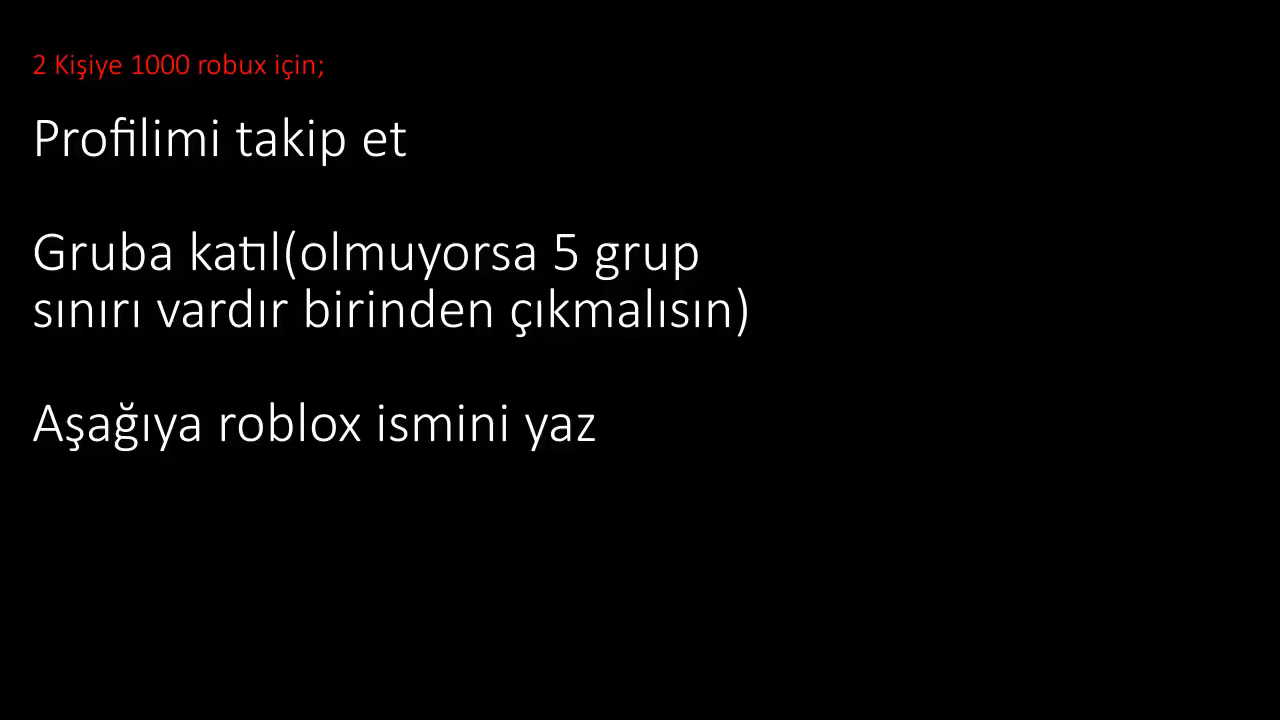 2 Kişiye 1000 robux için;
Profilimi takip et
Gruba katıl(olmuyorsa 5 grup
sınırı vardır birinden çıkmalısın)
Aşağıya roblox ismini yaz